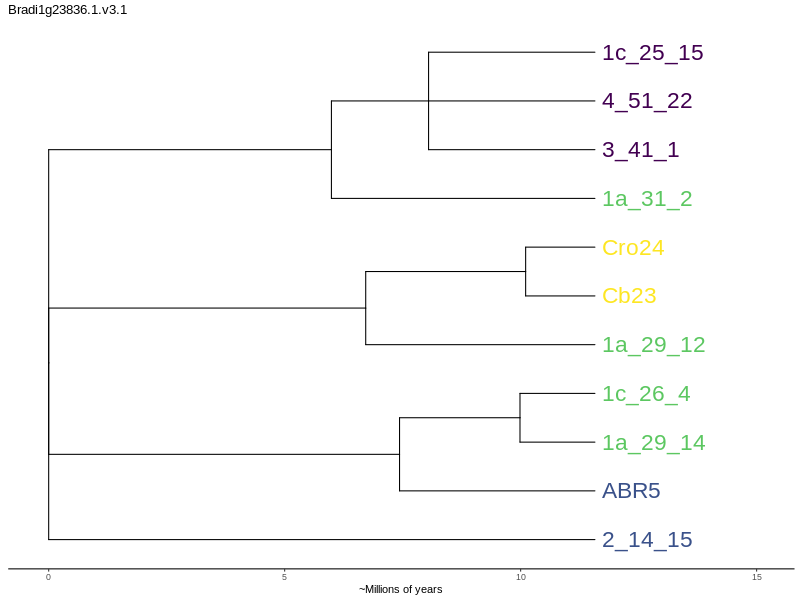 Bradi1g23836.1.v3.1
1c_25_15
4_51_22
3_41_1
1a_31_2
Cro24
Cb23
1a_29_12
1c_26_4
1a_29_14
ABR5
2_14_15
0 5 10 15
~Millions of years